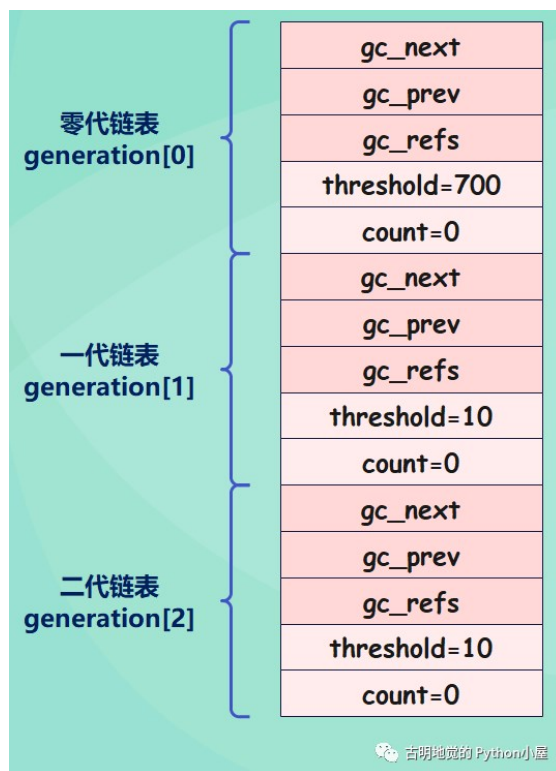 零代链表
generation[0]
gc_next
gc_prev
gc_refs
threshold=700
count=0
一代链表
generation[1]
gc_next
gc_prev
gc_refs
threshold=10
count=0
二代链表
generation[2]
gc_next
gc_prev
gc_refs
threshold=10
count=0
古明地觉的 Python小屋